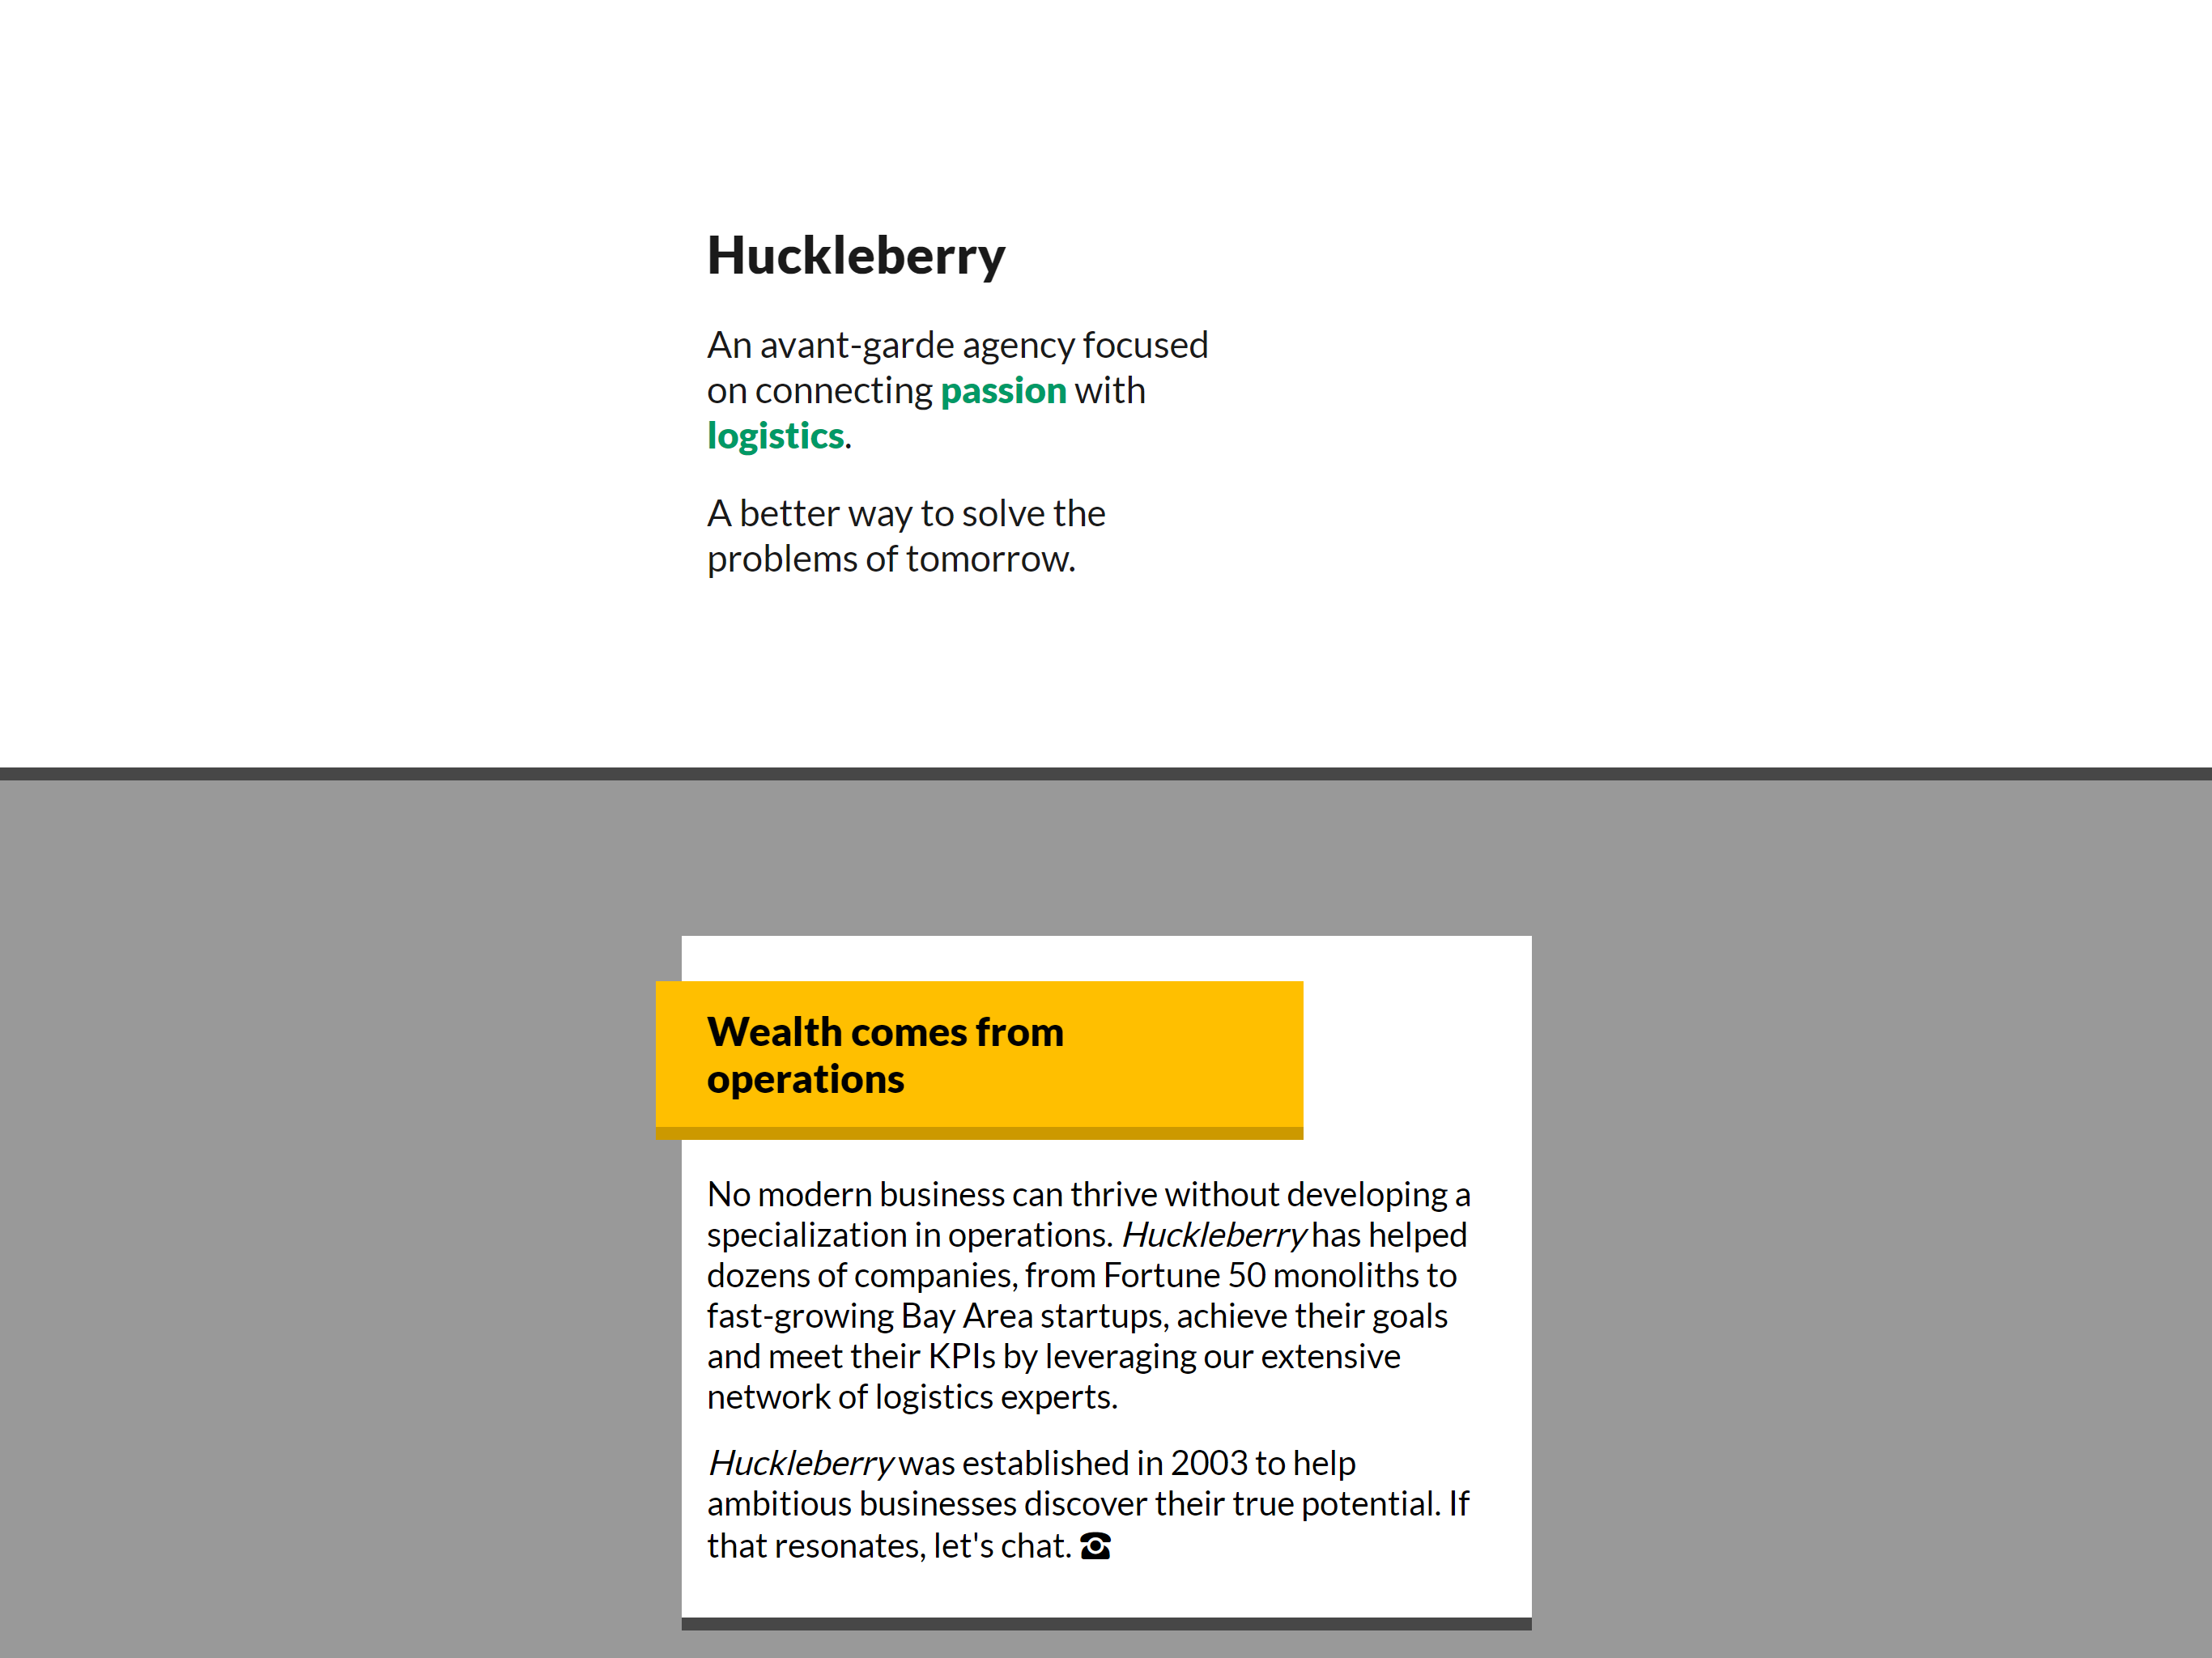 Huckleberry
An avant-garde agency focused
on connecting passion with
logistics.
A better way to solve the
problems of tomorrow.
Wealth comes from
operations
No modern business can thrive without developing a
specialization in operations. Huckleberry has helped
dozens of companies, from Fortune 50 monoliths to
fast-growing Bay Area startups, achieve their goals
and meet their KPIs by leveraging our extensive
network of logistics experts.
Huckleberry was established in 2003 to help
ambitious businesses discover their true potential. If
that resonates, let's chat. ☎